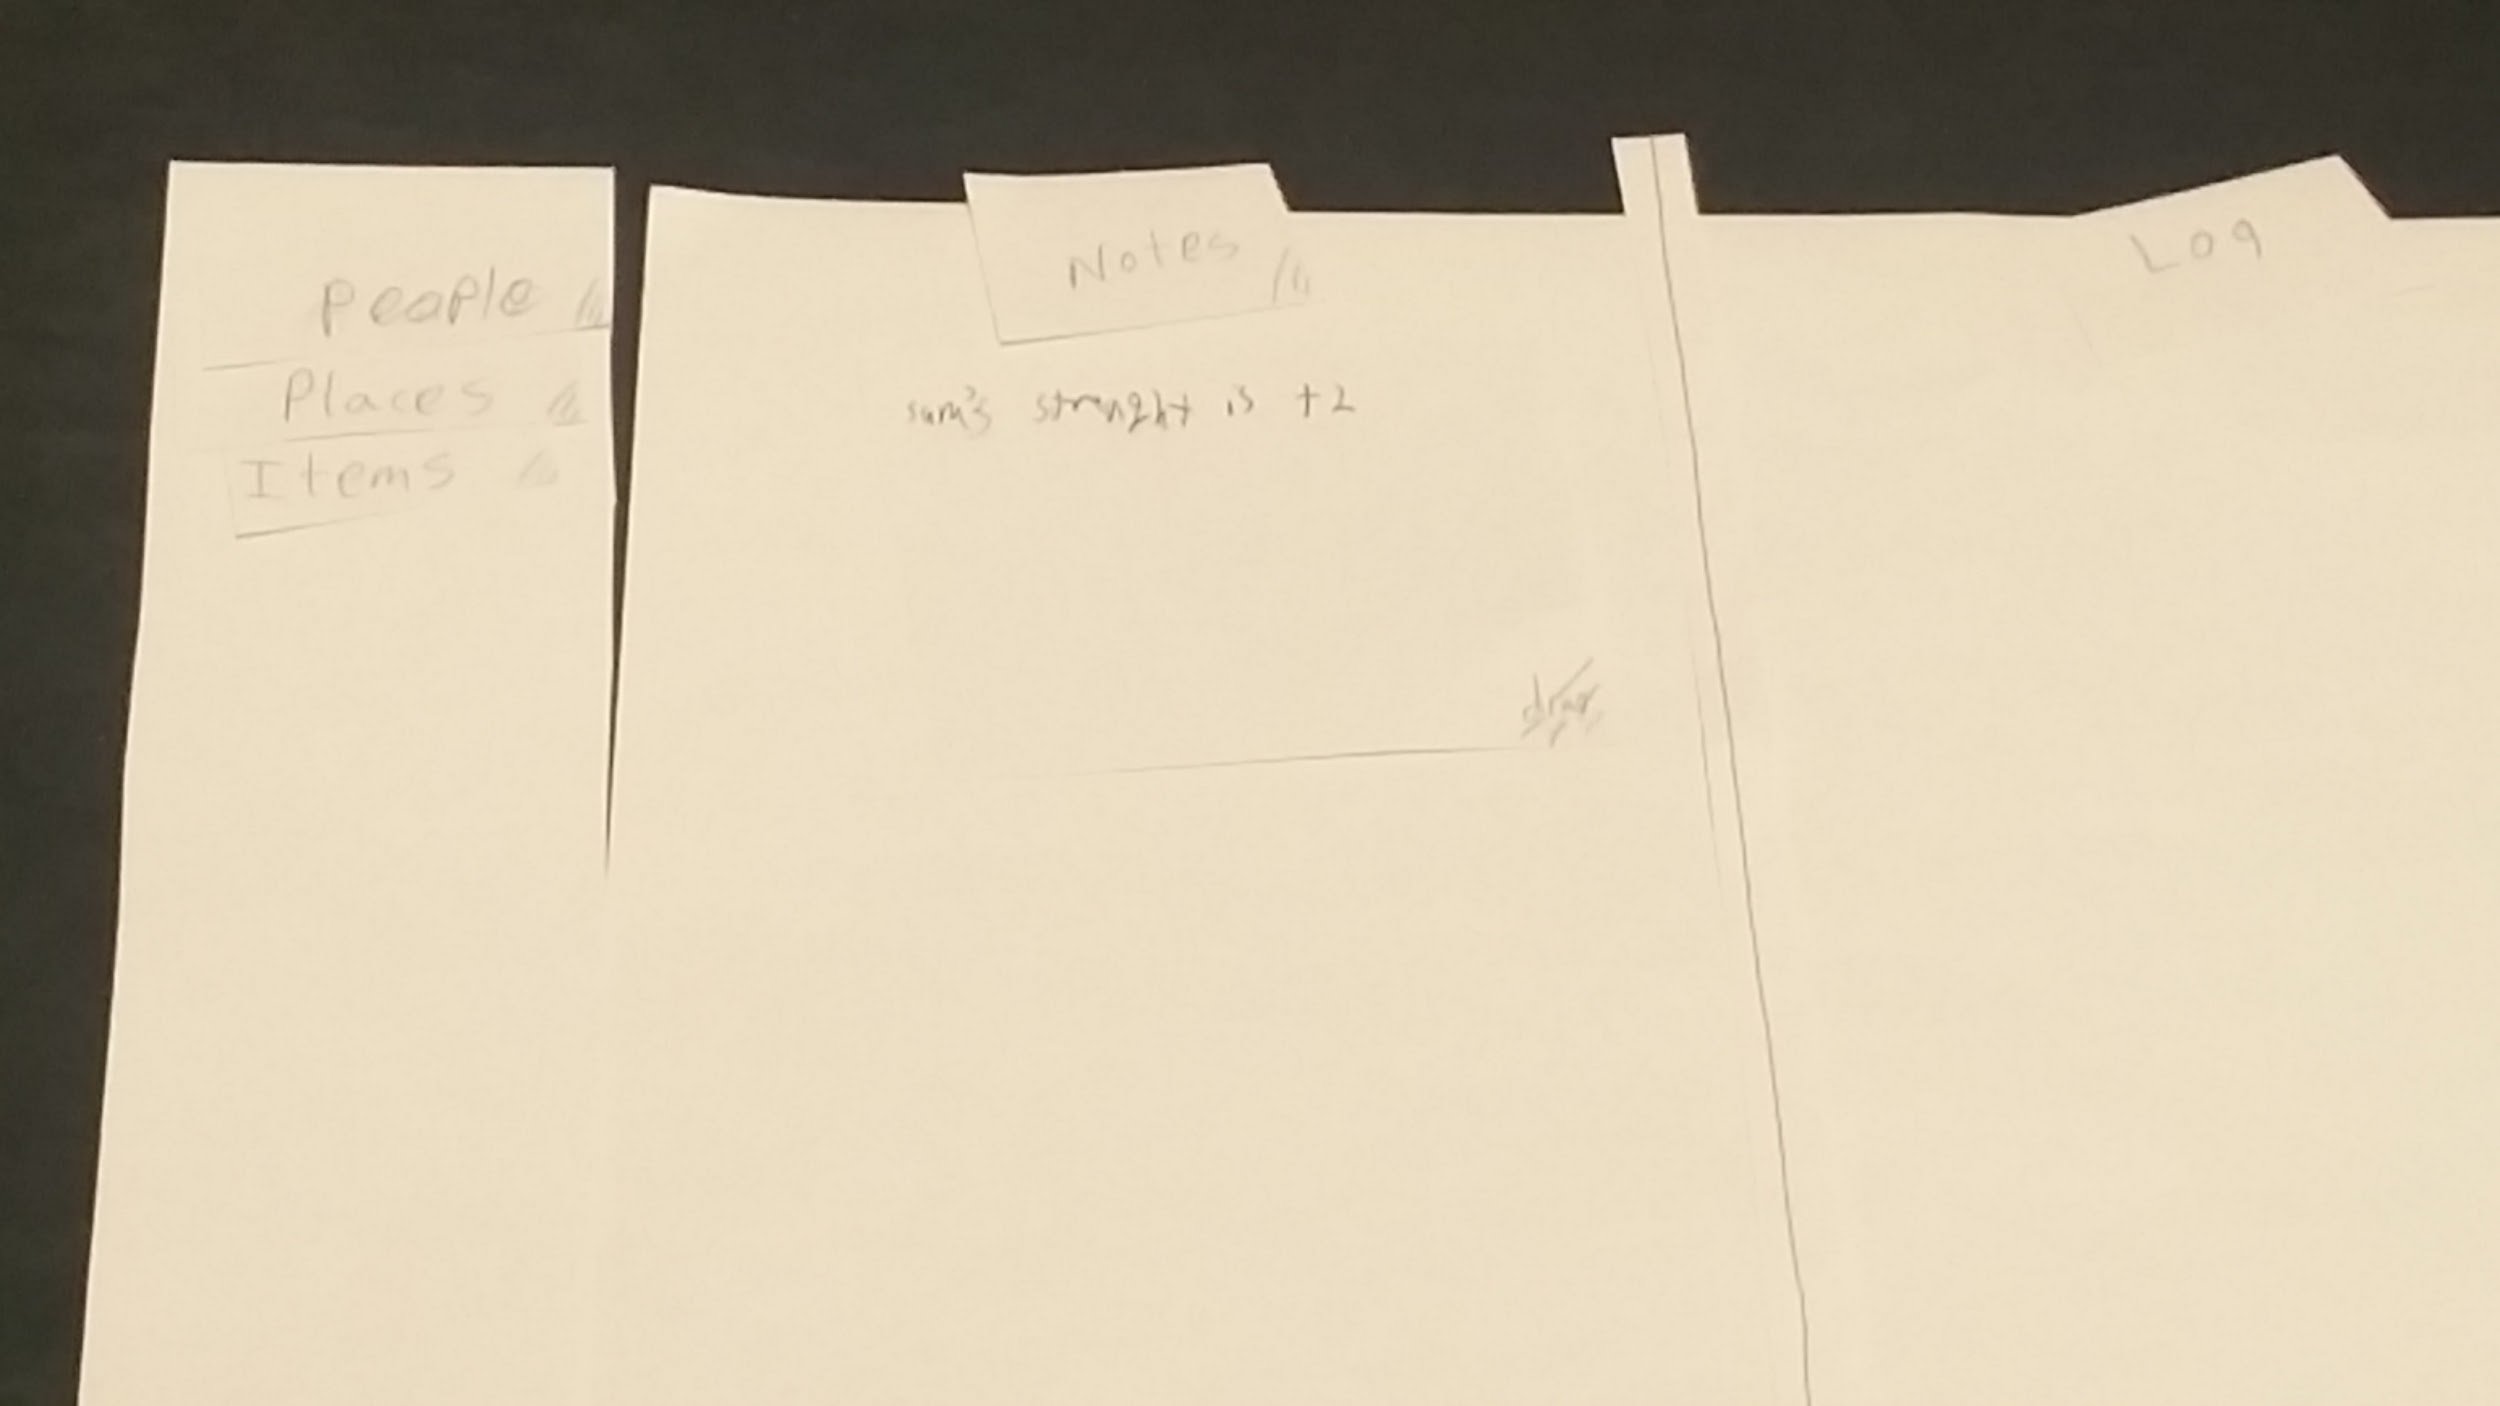 People
Places
Items
Notes
sam's strenght is +2
Log